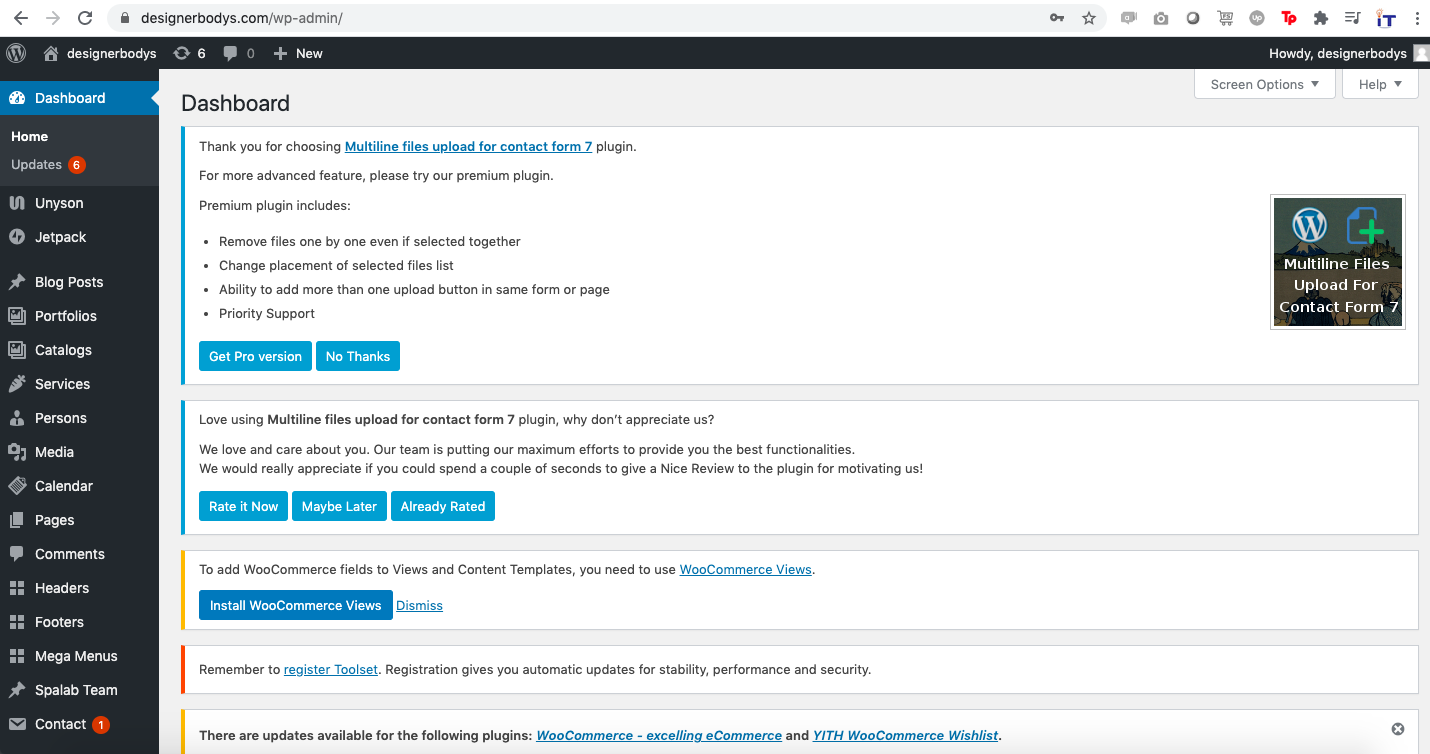 designerbodys.com/wp-admin/
designerbodys 6 0 New
Howdy, designerbodys
Dashboard
Home
Updates 6
Unyson
Jetpack
Blog Posts
Portfolios
Catalogs
Services
Persons
Media
Calendar
Pages
Comments
Headers
Footers
Mega Menus
Spalab Team
Contact 1
Screen Options
Help
Dashboard
Thank you for choosing Multiline files upload for contact form 7 plugin.
For more advanced feature, please try our premium plugin.
Premium plugin includes:
Remove files one by one even if selected together
Change placement of selected files list
Ability to add more than one upload button in same form or page
Priority Support
Get Pro version No Thanks
Multiline Files
Upload For
Contact Form 7
Love using Multiline files upload for contact form 7 plugin, why don't appreciate us?
We love and care about you. Our team is putting our maximum efforts to provide you the best functionalities.
We would really appreciate if you could spend a couple of seconds to give a Nice Review to the plugin for motivating us!
Rate it Now Maybe Later Already Rated
To add WooCommerce fields to Views and Content Templates, you need to use WooCommerce Views.
Install WooCommerce Views Dismiss
Remember to register Toolset. Registration gives you automatic updates for stability, performance and security.
There are updates available for the following plugins: WooCommerce - excelling eCommerce and YITH WooCommerce Wishlist.